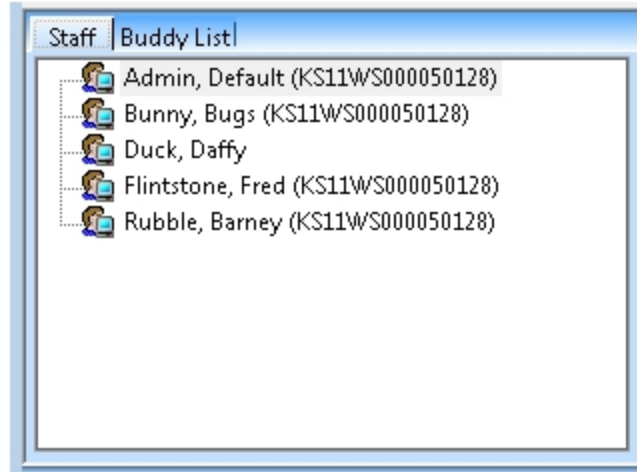 Staff Buddy List
Admin, Default (KS11WS000050128)
Bunny, Bugs (KS11WS000050128)
Duck, Daffy
Flintstone, Fred (KS11WS000050128)
Rubble, Barney (KS11WS000050128)